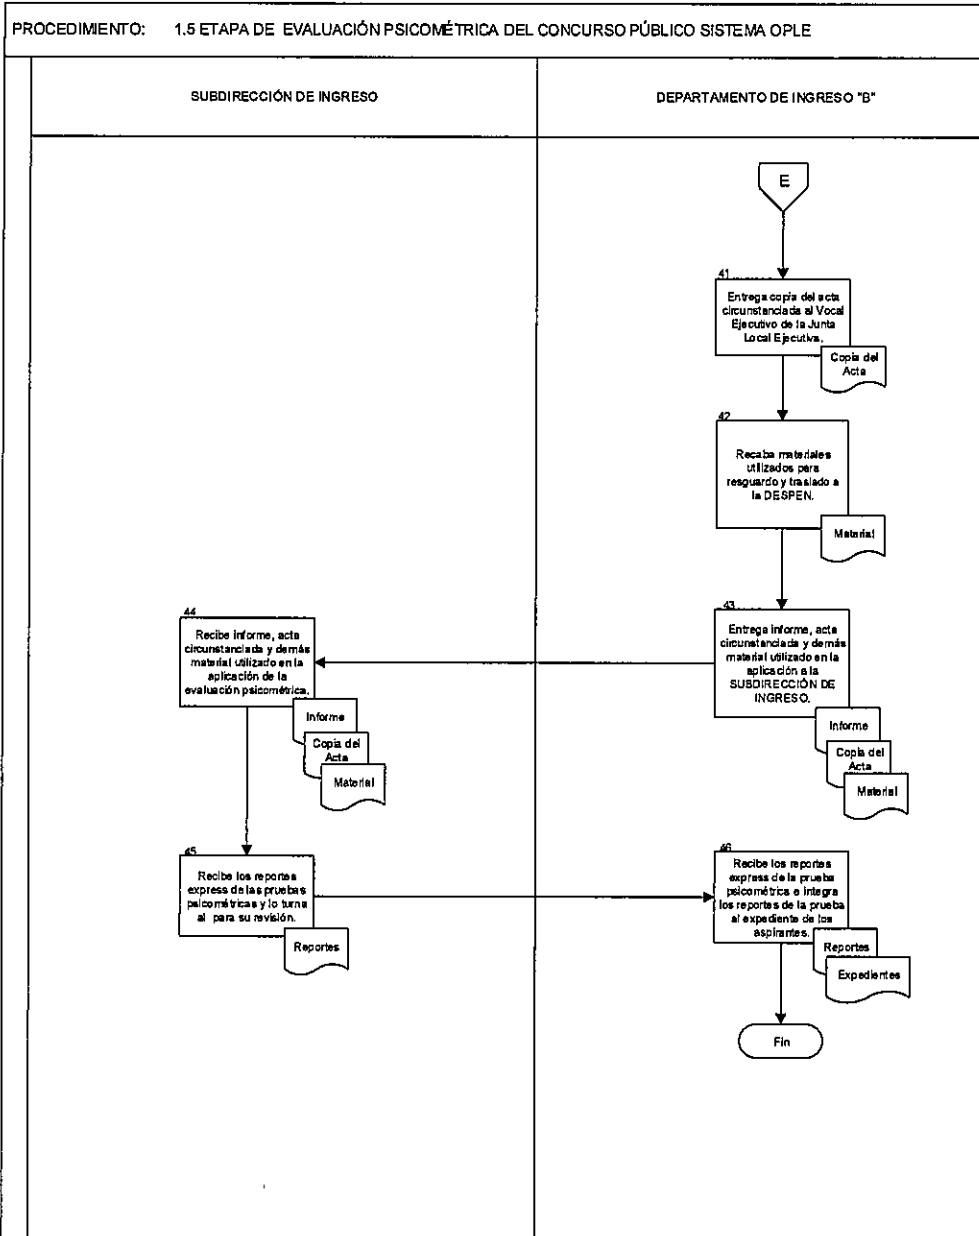 PROCEDIMIENTO: 1.5 ETAPA DE EVALUACIÓN PSICOMÉTRICA DEL CONCURSO PÚBLICO SISTEMA OPLE
SUBDIRECCIÓN DE INGRESO
DEPARTAMENTO DE INGRESO "B"
E
41
Entrega copia del acta
circunstanciada al Vocal
Ejecutivo de la Junta
Local Ejecutiva.
Copia del
Acta
42
Recaba materiales
utilizados para
resguardo y traslado a
la DESPEN.
Material
43
Entrega informe, acta
circunstanciada y demás
material utilizado en la
aplicación a la
SUBDIRECCIÓN DE
INGRESO.
Informe
Copia del
Acta
Material
44
Recibe informe, acta
circunstanciada y demás
material utilizado en la
aplicación de la
evaluación psicométrica.
Informe
Copia del
Acta
Material
45
Recibe los reportes
express de las pruebas
psicométricas y lo turna
al para su revisión.
Reportes
46
Recibe los reportes
express de la prueba
psicométrica e integra
los reportes de la prueba
al expediente de los
aspirantes.
Reportes
Expedientes
Fin